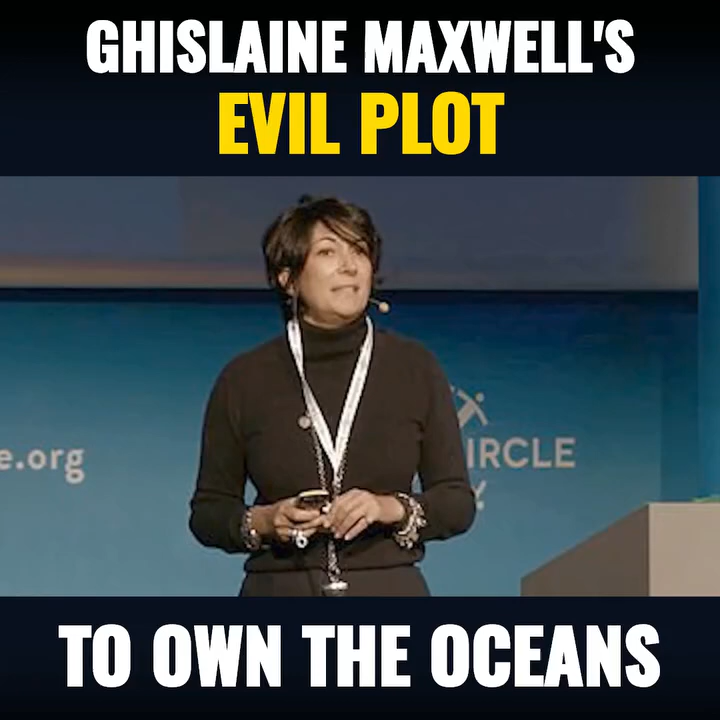 GHISLAINE MAXWELL'S
EVIL PLOT
e.org
IRCLE
TO OWN THE OCEANS